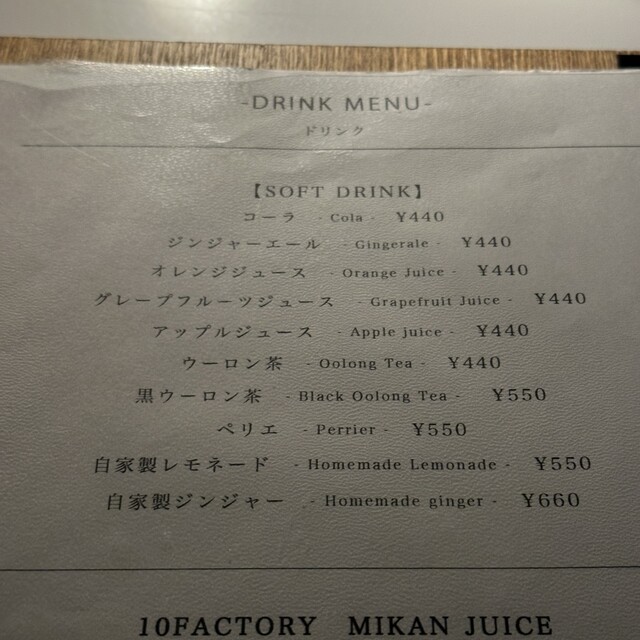 -DRINK MENU-
ドリンク
【SOFT DRINK】
コーラ - Cola - ¥440
ジンジャーエール - Gingerale - ¥440
オレンジジュース - Orange Juice - ¥440
グレープフルーツジュース - Grapefruit Juice - ¥440
アップルジュース - Apple juice - ¥440
ウーロン茶 - Oolong Tea - ¥440
黒ウーロン茶 - Black Oolong Tea - ¥550
ペリエ - Perrier - ¥550
自家製レモネード - Homemade Lemonade - ¥550
自家製ジンジャー - Homemade ginger - ¥660
10FACTORY MIKAN JUICE